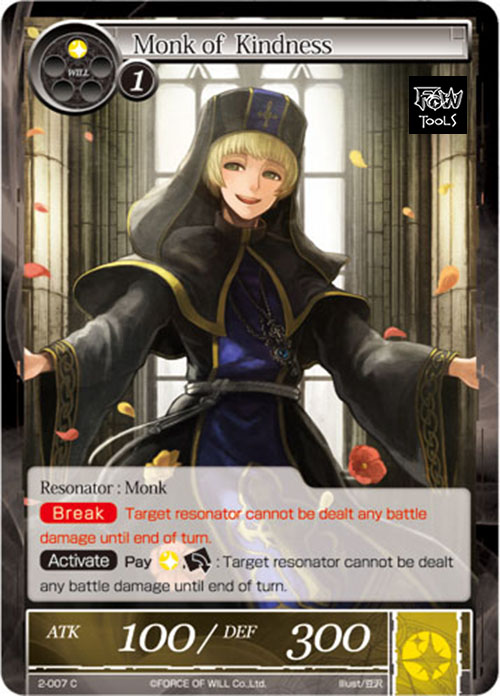 Monk of Kindness
WILL
1
FOW
TOOLS
Resonator : Monk
Break Target resonator cannot be dealt any battle
damage until end of turn.
Activate Pay , : Target resonator cannot be dealt
any battle damage until end of turn.
ATK 100 / DEF 300
2-007 C ©FORCE OF WILL Co.,Ltd. Illust/